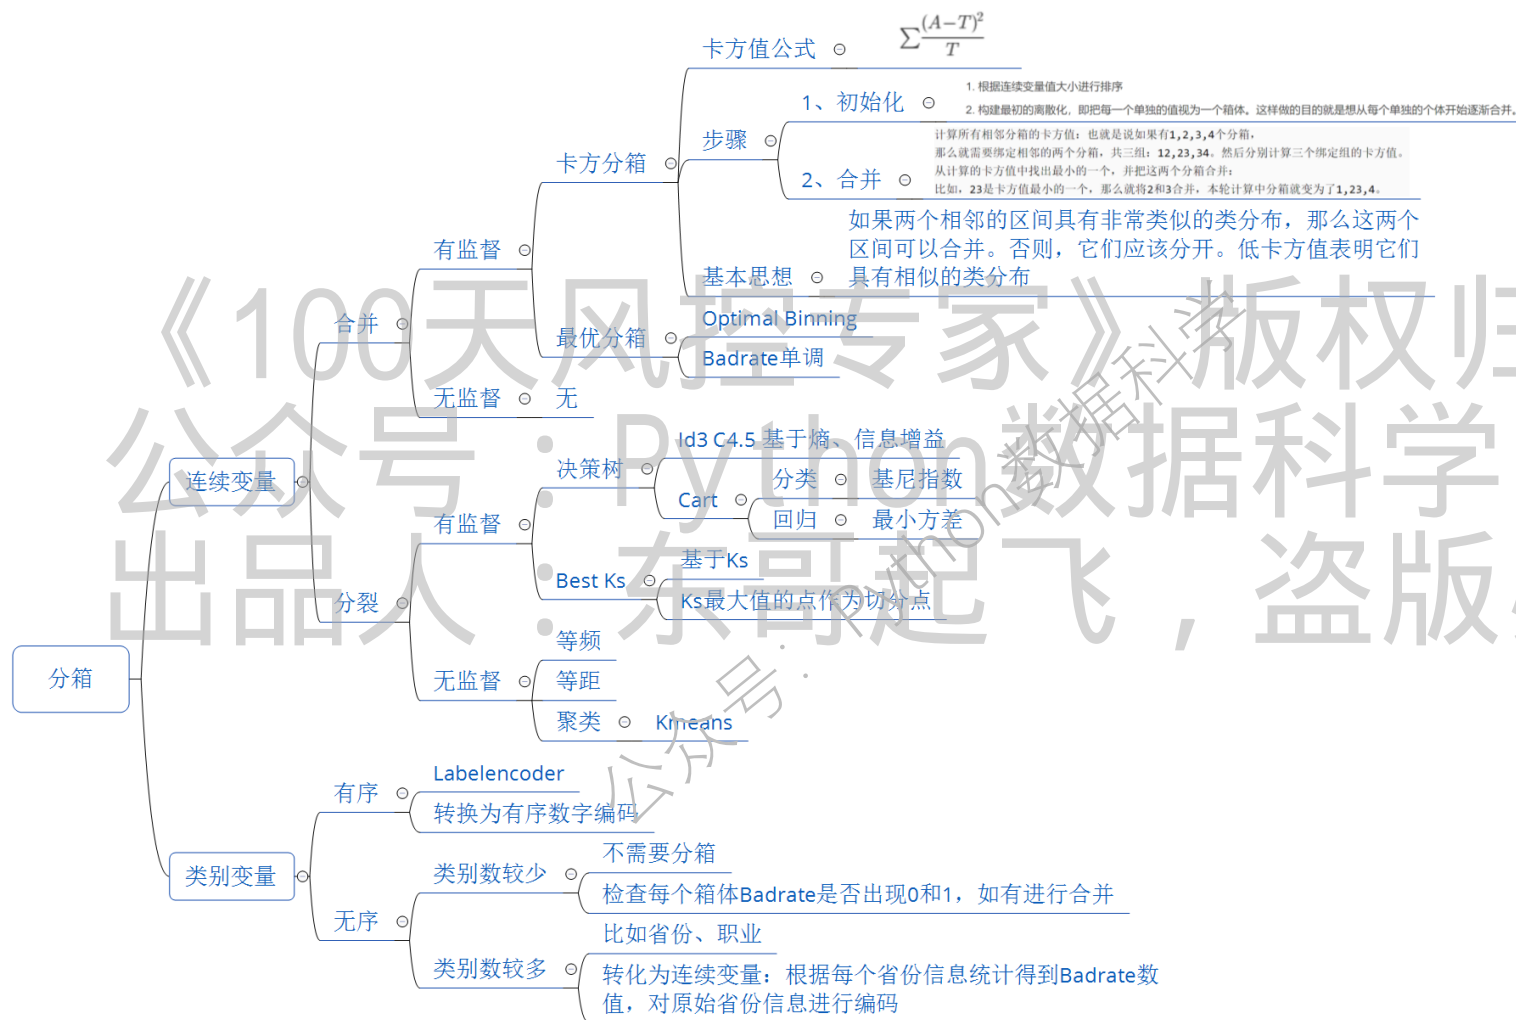 卡方值公式
∑(A−T)²/T
1、初始化
1. 根据连续变量值大小进行排序
2. 构建最初的离散化，即把每一个单独的值视为一个箱体。这样做的目的就是想从每个单独的个体开始逐渐合并。
步骤
计算所有相邻分箱的卡方值：也就是说如果有1,2,3,4个分箱，
那么就需要绑定相邻的两个分箱，共三组：12,23,34。然后分别计算三个绑定组的卡方值。
从计算的卡方值中找出最小的一个，并把这两个分箱合并：
比如，23是卡方值最小的一个，那么就将2和3合并，本轮计算中分箱就变为了1,23,4。
2、合并
卡方分箱
如果两个相邻的区间具有非常类似的类分布，那么这两个
区间可以合并。否则，它们应该分开。低卡方值表明它们
具有相似的类分布
基本思想
有监督
合并
最优分箱
Optimal Binning
Badrate单调
无监督
无
连续变量
决策树
Id3 C4.5 基于熵、信息增益
Cart
分类
基尼指数
回归
最小方差
有监督
Best Ks
基于Ks
Ks最大值的点作为切分点
分裂
无监督
等频
等距
聚类
Kmeans
分箱
类别变量
有序
Labelencoder
转换为有序数字编码
无序
类别数较少
不需要分箱
检查每个箱体Badrate是否出现0和1，如有进行合并
类别数较多
比如省份、职业
转化为连续变量：根据每个省份信息统计得到Badrate数
值，对原始省份信息进行编码
《100天风控专家》版权归
公众号：Python数据科学
出品人：东哥起飞，盗版
公众号：Python数据科学